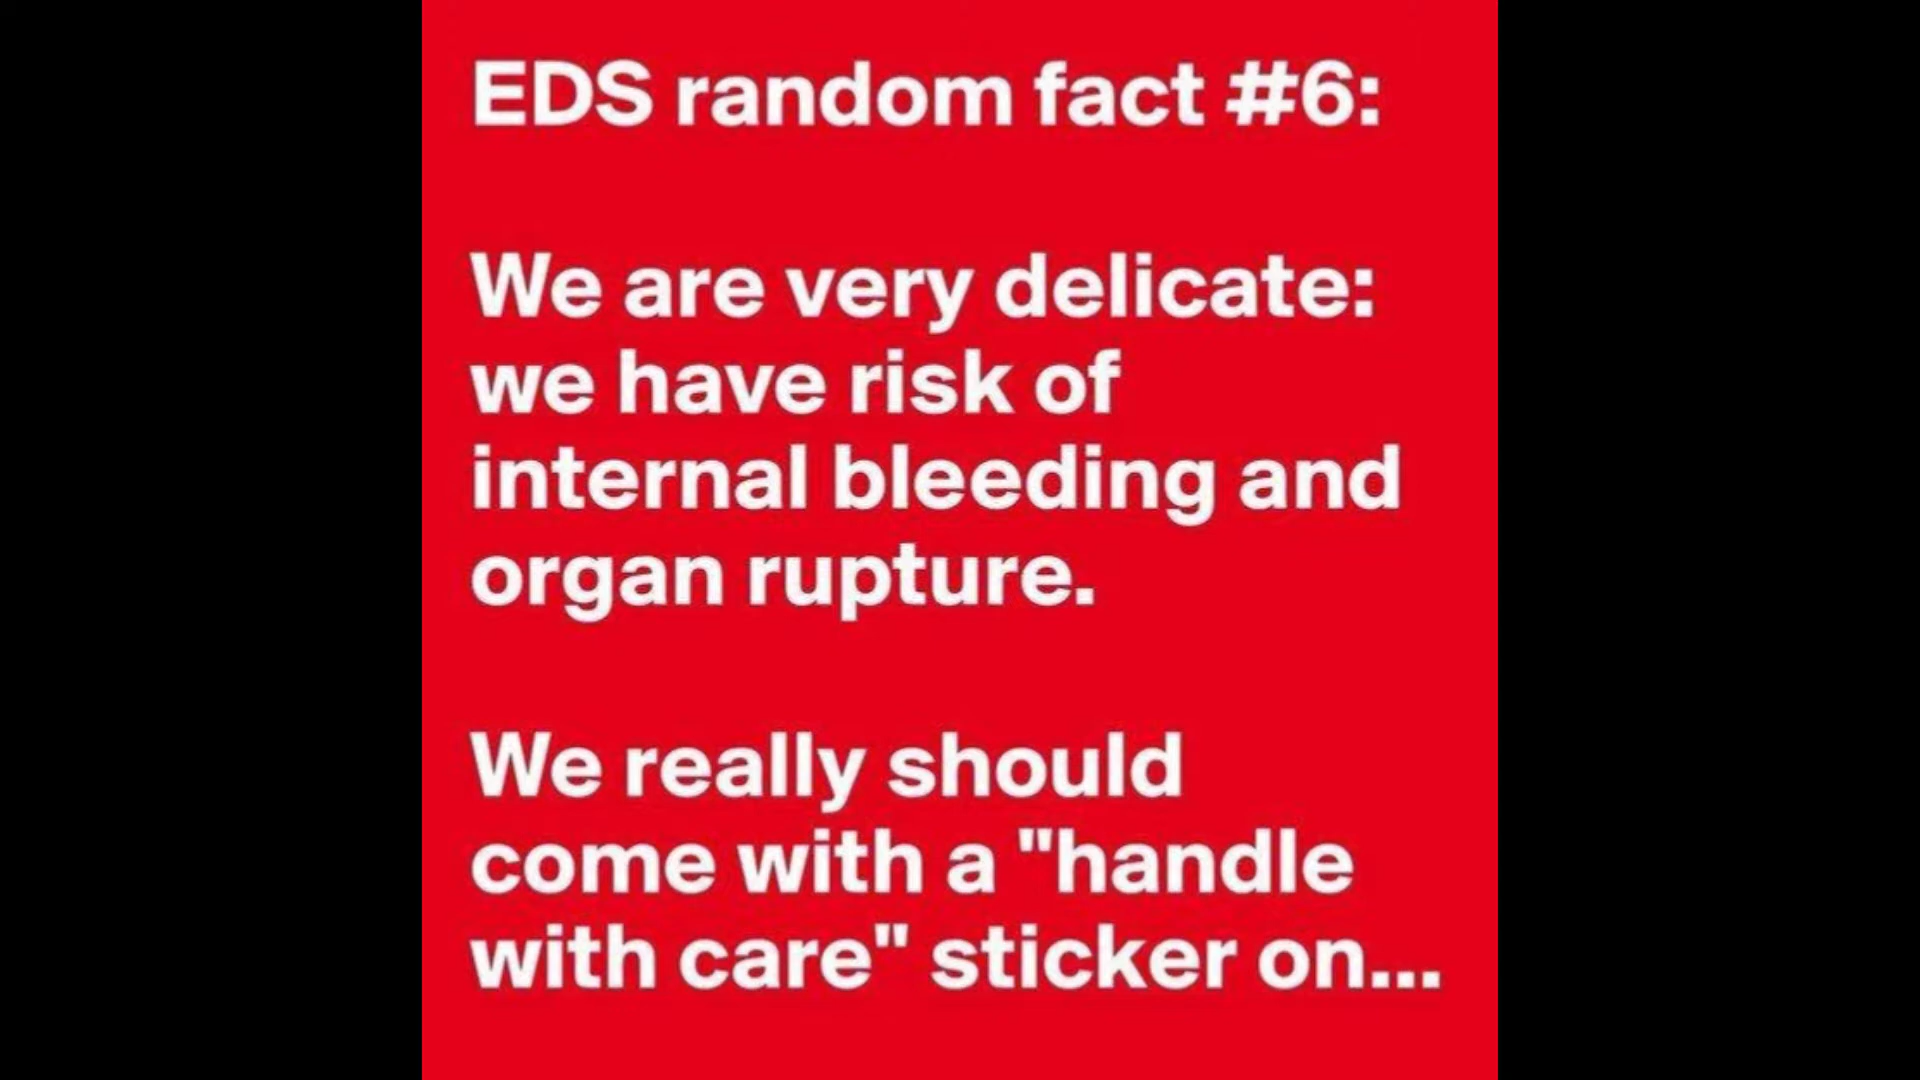 EDS random fact #6:
We are very delicate:
we have risk of
internal bleeding and
organ rupture.
We really should
come with a "handle
with care" sticker on...